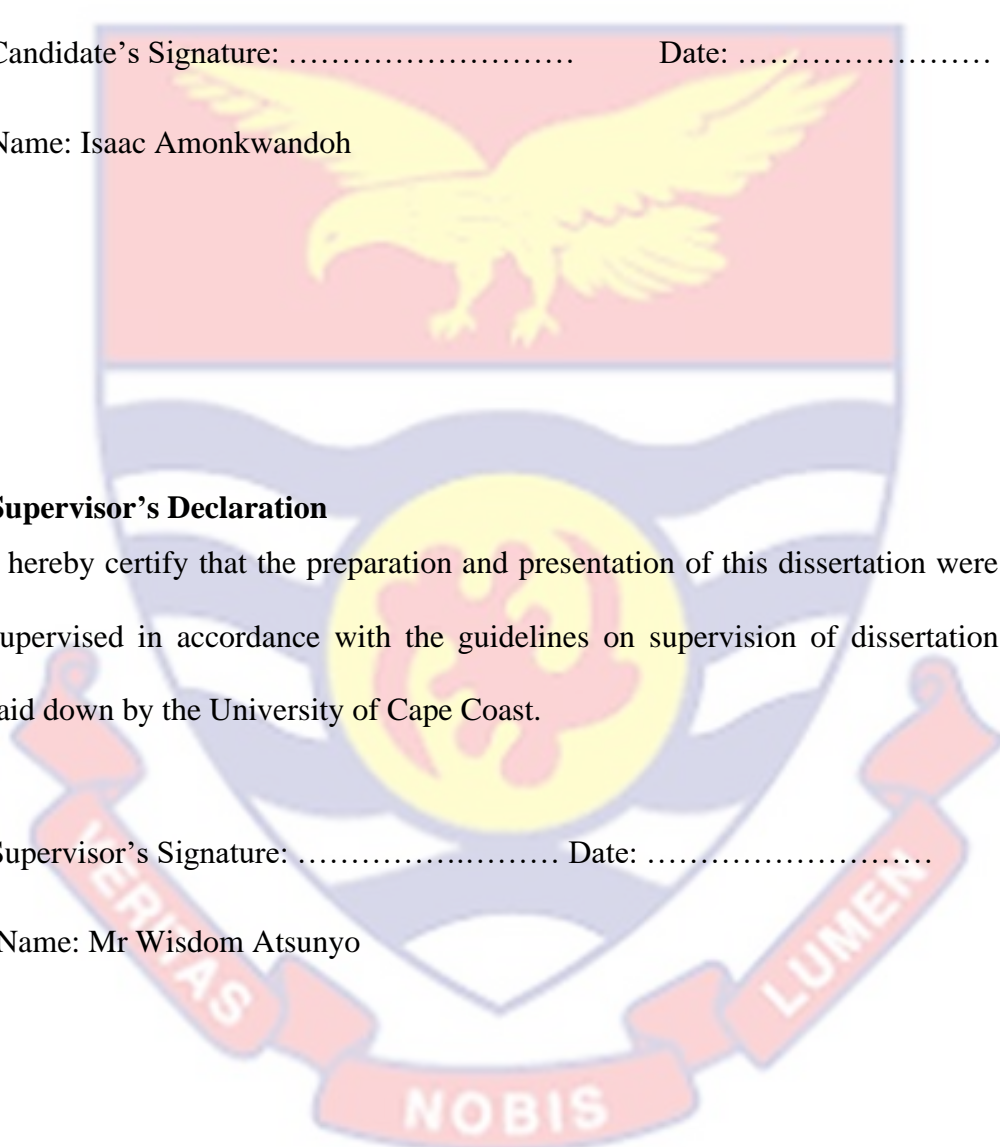 Candidate’s Signature: ……………………… Date: ……………………
Name: Isaac Amonkwandoh
Supervisor’s Declaration
hereby certify that the preparation and presentation of this dissertation were
supervised in accordance with the guidelines on supervision of dissertation
laid down by the University of Cape Coast.
Supervisor’s Signature: …………….……… Date: ………………………
Name: Mr Wisdom Atsunyo
VERITAS
NOBIS
LUMEN